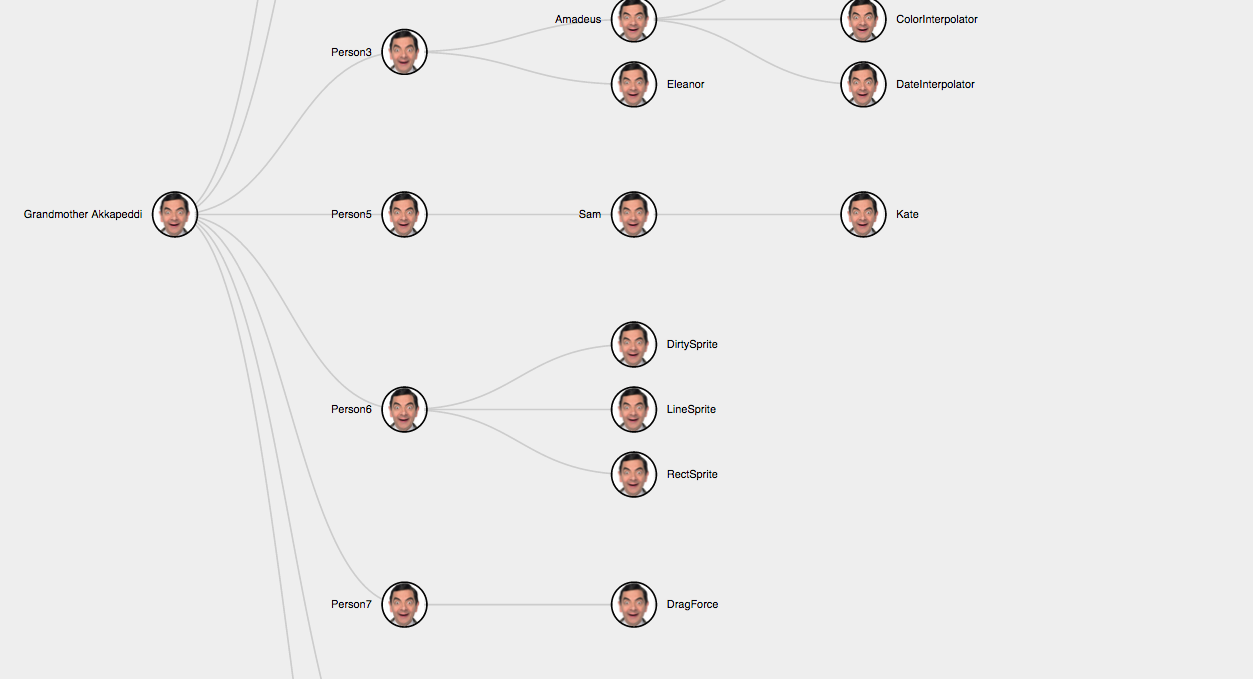 Amadeus
ColorInterpolator
Person3
Eleanor
DateInterpolator
Grandmother Akkapeddi
Person5
Sam
Kate
DirtySprite
Person6
LineSprite
RectSprite
Person7
DragForce